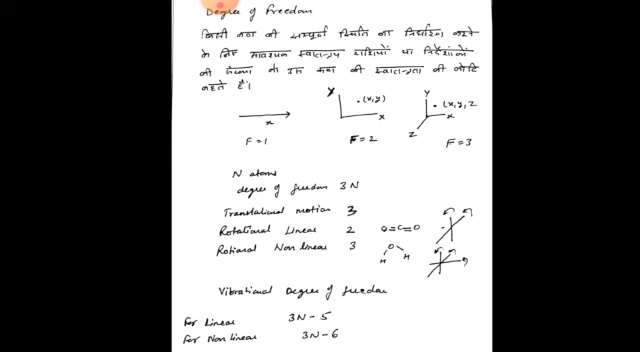 Degree of Freedom
किसी कण की सम्पूर्ण स्थिति का निर्धारण करने
के लिए आवश्यक स्वतन्त्र राशियों या निर्देशांकों
की संख्या को उस कण की स्वतन्त्रता की कोटि
कहते हैं।
x
F = 1
y
(x,y)
x
F = 2
Y
(x,y,z
x
Z
F = 3
N atoms
degree of freedom 3N
Translational motion 3
Rotational Linear 2 O=C=O
Rotional Non linear 3 O
H H
Vibrational Degree of freedom
For Linear 3N - 5
For Non linear 3N - 6